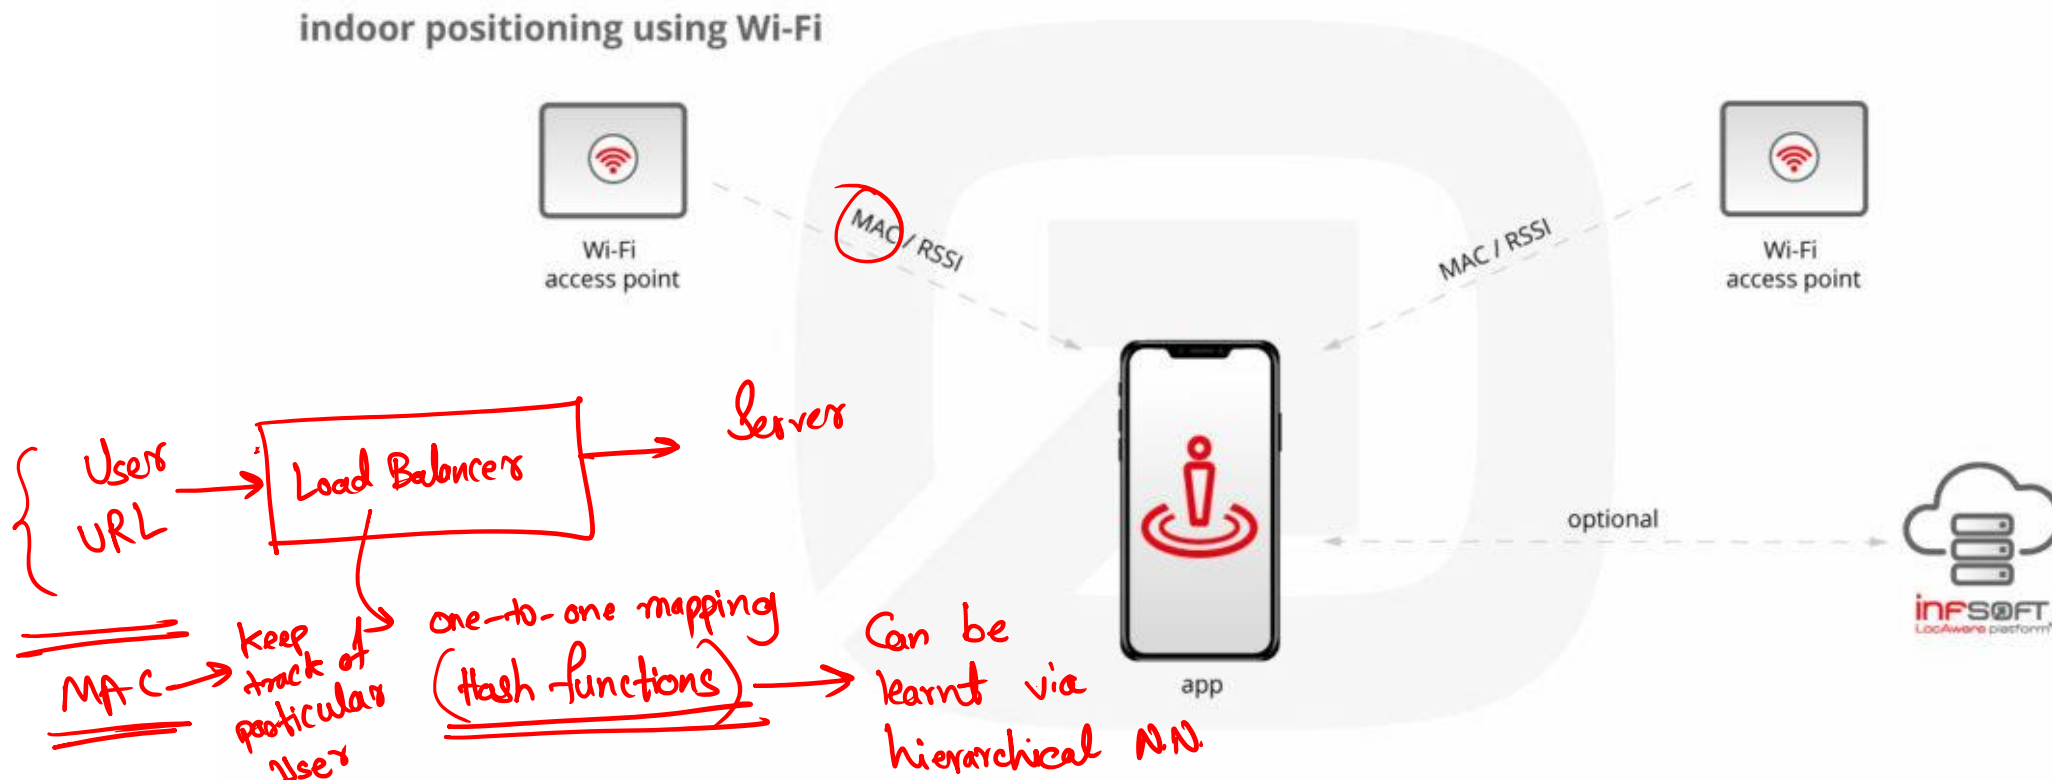 indoor positioning using Wi-Fi
Wi-Fi
access point
MAC / RSSI
MAC / RSSI
Wi-Fi
access point
app
optional
infsoft
LocAware platform
User
URL
Load Balancer
Server
MAC
keep
track of
particular
User
one-to-one mapping
(Hash functions)
Can be
learnt via
hierarchical N.N.